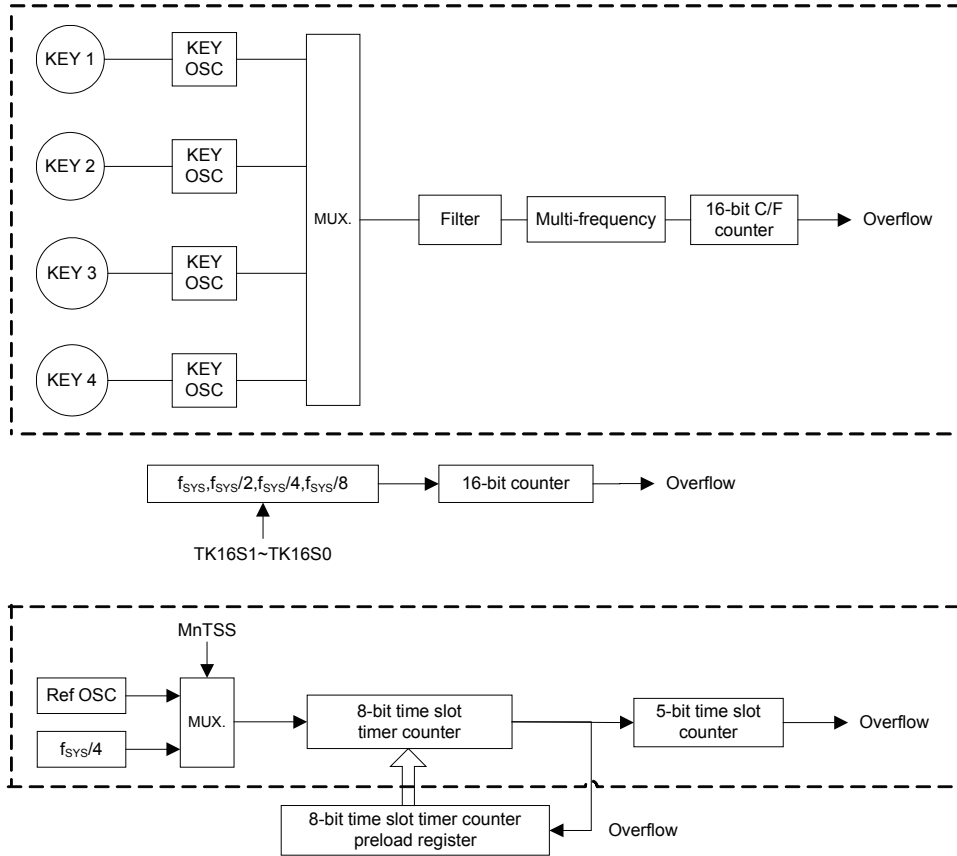 KEY 1
KEY
OSC
KEY 2
KEY
OSC
MUX.
Filter
Multi-frequency
16-bit C/F
counter
Overflow
KEY 3
KEY
OSC
KEY 4
KEY
OSC
fSYS,fSYS/2,fSYS/4,fSYS/8
16-bit counter
Overflow
TK16S1~TK16S0
MnTSS
Ref OSC
MUX.
fSYS/4
8-bit time slot
timer counter
5-bit time slot
counter
Overflow
8-bit time slot timer counter
preload register
Overflow